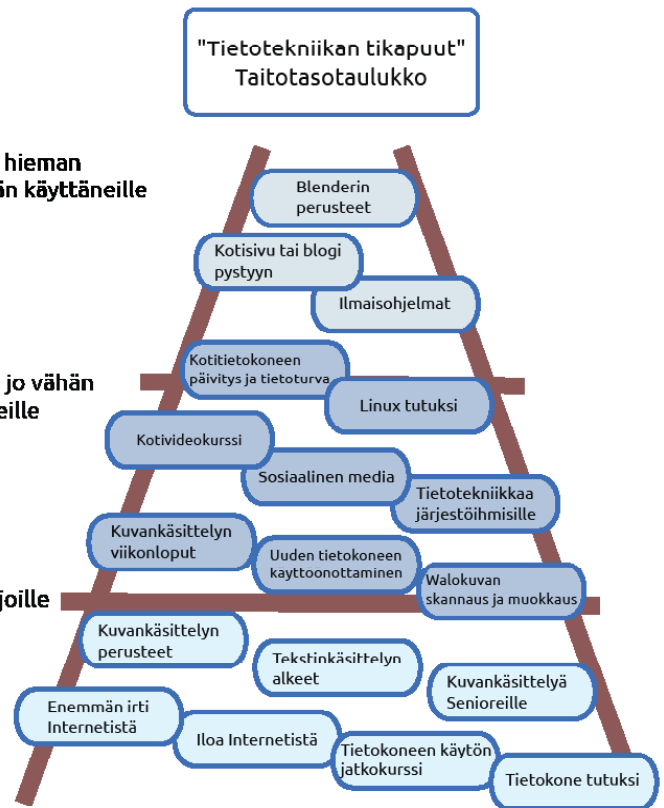 "Tietotekniikan tikapuut"
Taitotasotaulukko
hieman
än käyttäneille
Blenderin
perusteet
Kotisivu tai blogi
pystyyn
Ilmaisohjelmat
jo vähän
eille
Kotitietokoneen
päivitys ja tietoturva
Linux tutuksi
Kotivideokurssi
Sosiaalinen media
Tietotekniikkaa
järjestöihmisille
Kuvankäsittelyn
viikonloput
Uuden tietokoneen
käyttoonottaminen
Walokuvan
skannaus ja muokkaus
joille
Kuvankäsittelyn
perusteet
Tekstinkäsittelyn
alkeet
Kuvankäsittelyä
Senioreille
Enemmän irti
Internetistä
Iloa Internetistä
Tietokoneen käytön
jatkokurssi
Tietokone tutuksi